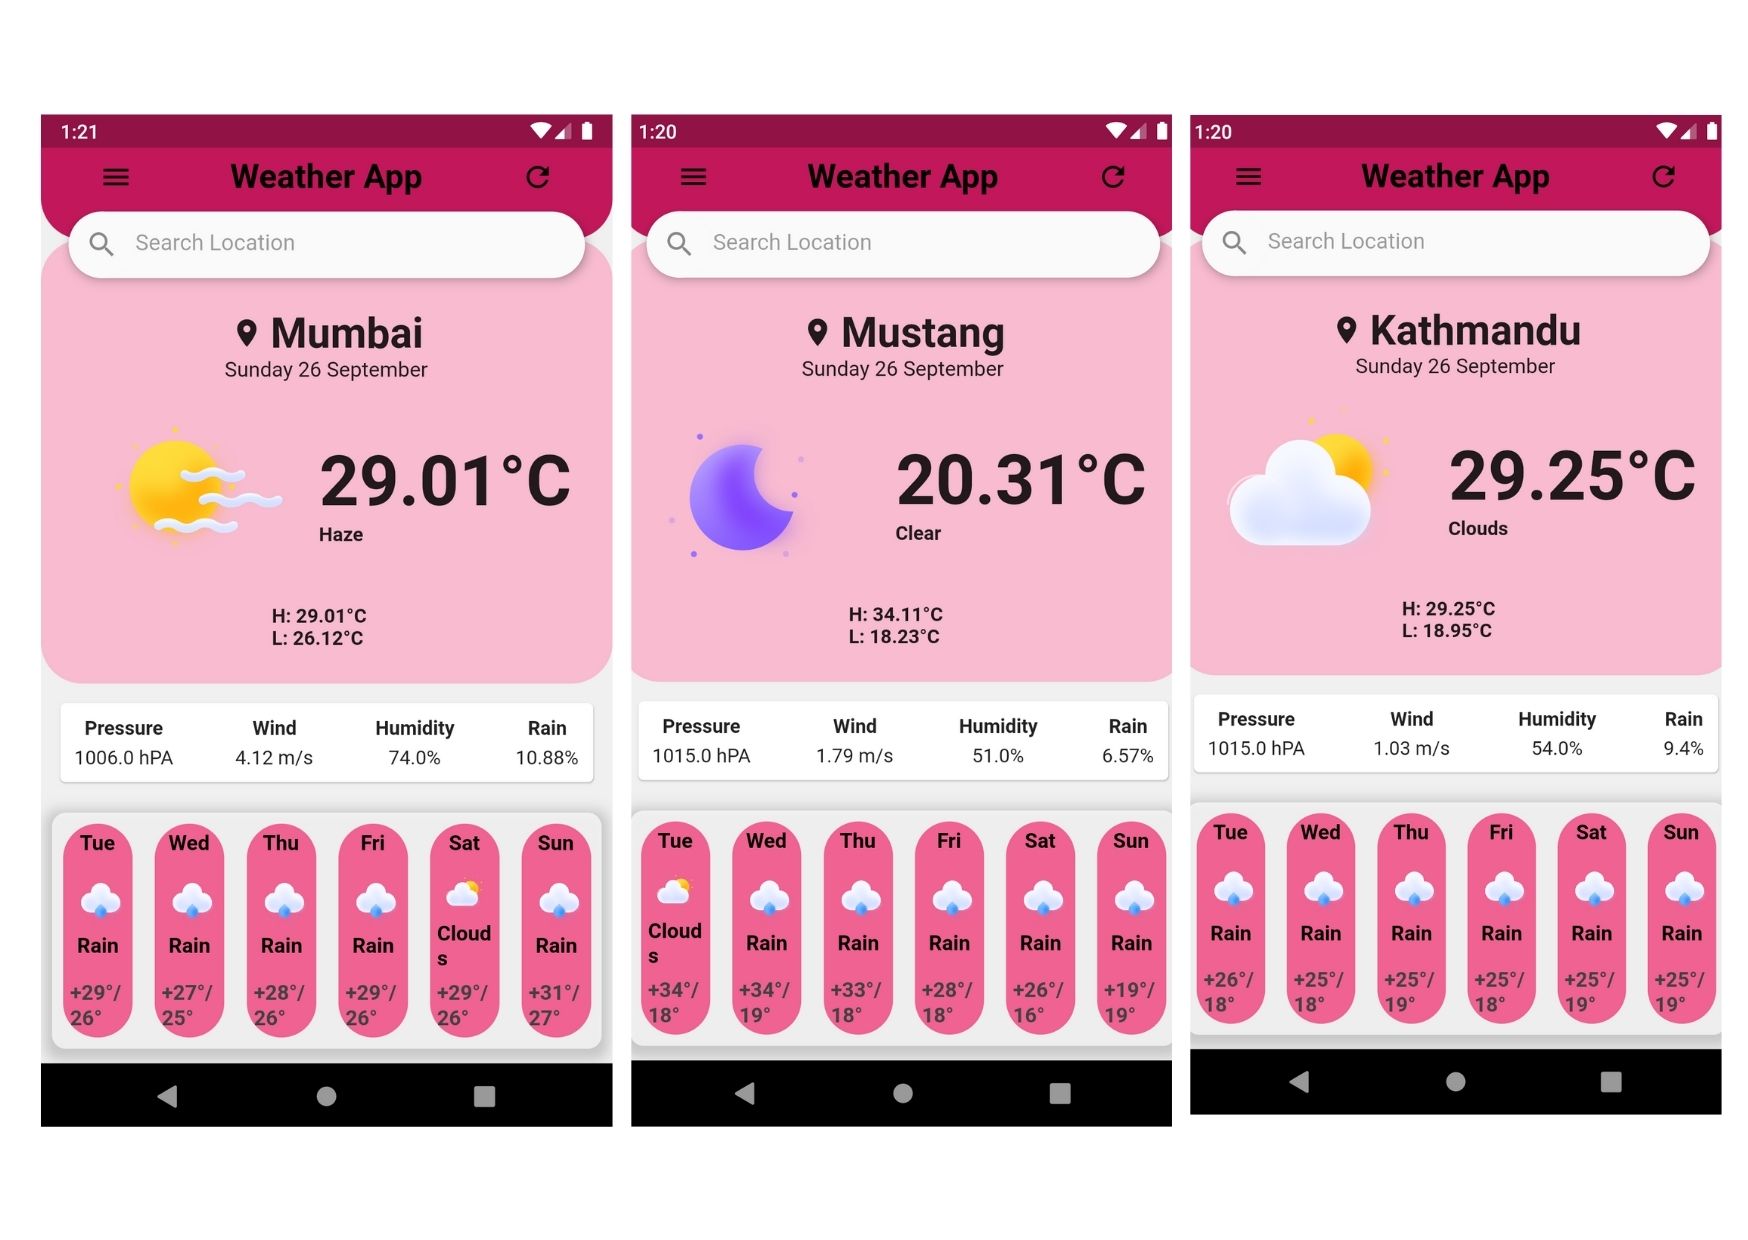 1:21
Weather App
Search Location
Mumbai
Sunday 26 September
29.01°C
Haze
H: 29.01°C
L: 26.12°C
Pressure Wind Humidity Rain
1006.0 hPA 4.12 m/s 74.0% 10.88%
Tue Wed Thu Fri Sat Sun
Rain Rain Rain Rain Cloud Rain
s
+29°/ +27°/ +28°/ +29°/ +29°/ +31°/
26° 25° 26° 26° 26° 27°
1:20
Weather App
Search Location
Mustang
Sunday 26 September
20.31°C
Clear
H: 34.11°C
L: 18.23°C
Pressure Wind Humidity Rain
1015.0 hPA 1.79 m/s 51.0% 6.57%
Tue Wed Thu Fri Sat Sun
Cloud Rain Rain Rain Rain Rain
s
+34°/ +34°/ +33°/ +28°/ +26°/ +19°/
18° 19° 18° 18° 16° 19°
1:20
Weather App
Search Location
Kathmandu
Sunday 26 September
29.25°C
Clouds
H: 29.25°C
L: 18.95°C
Pressure Wind Humidity Rain
1015.0 hPA 1.03 m/s 54.0% 9.4%
Tue Wed Thu Fri Sat Sun
Rain Rain Rain Rain Rain Rain
+26°/ +25°/ +25°/ +25°/ +25°/ +25°/
18° 18° 19° 18° 19° 19°